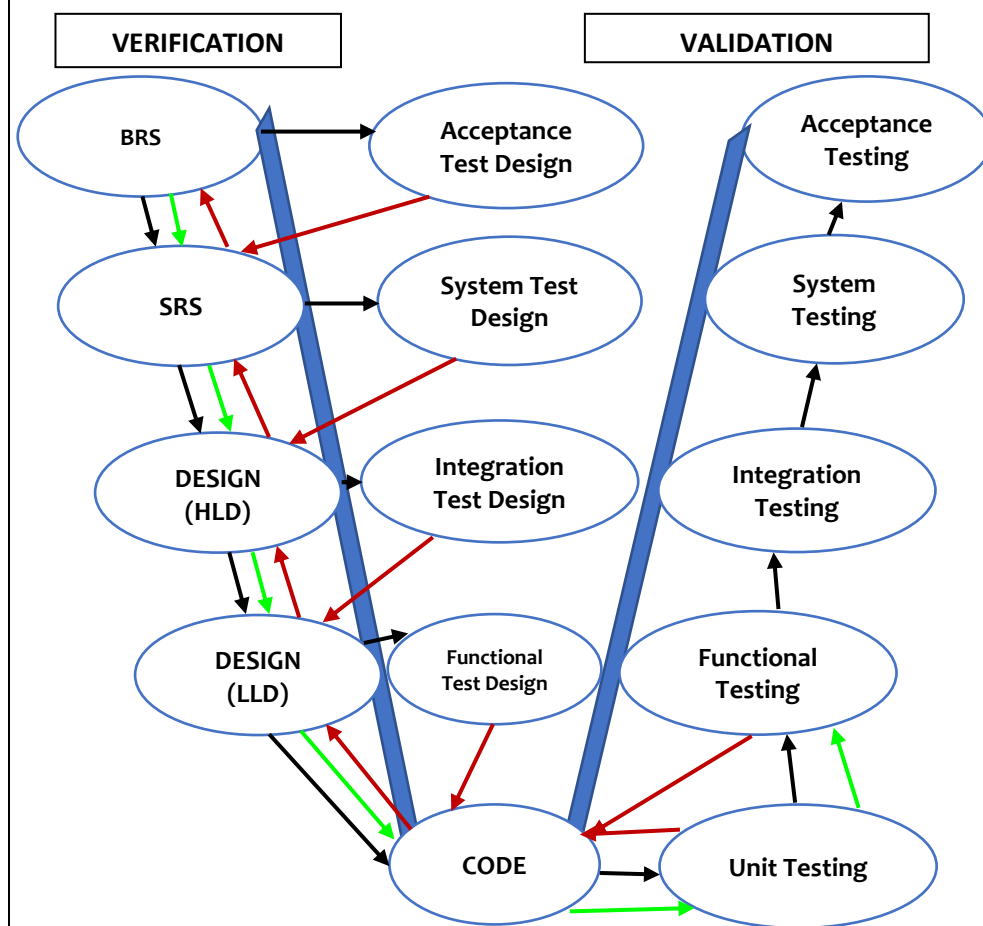 VERIFICATION
VALIDATION
BRS
Acceptance
Test Design
Acceptance
Testing
SRS
System Test
Design
System
Testing
DESIGN
(HLD)
Integration
Test Design
Integration
Testing
DESIGN
(LLD)
Functional
Test Design
Functional
Testing
CODE
Unit Testing